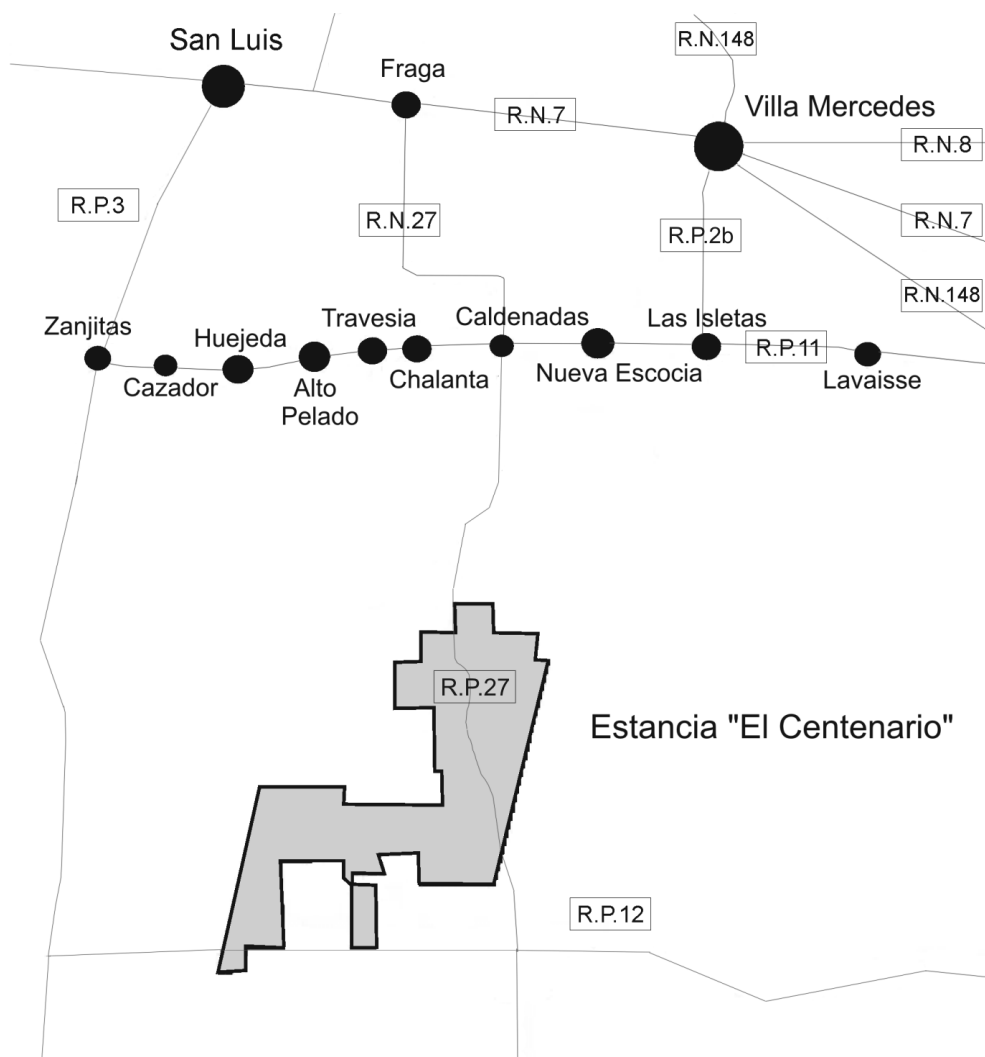 San Luis
R.N.148
Fraga
R.N.7
Villa Mercedes
R.N.8
R.P.3
R.N.27
R.P.2b
R.N.7
R.N.148
Zanjitas
Huejeda
Travesia
Caldenadas
Las Isletas
R.P.11
Cazador
Alto
Pelado
Chalanta
Nueva Escocia
Lavaisse
R.P.27
Estancia "El Centenario"
R.P.12